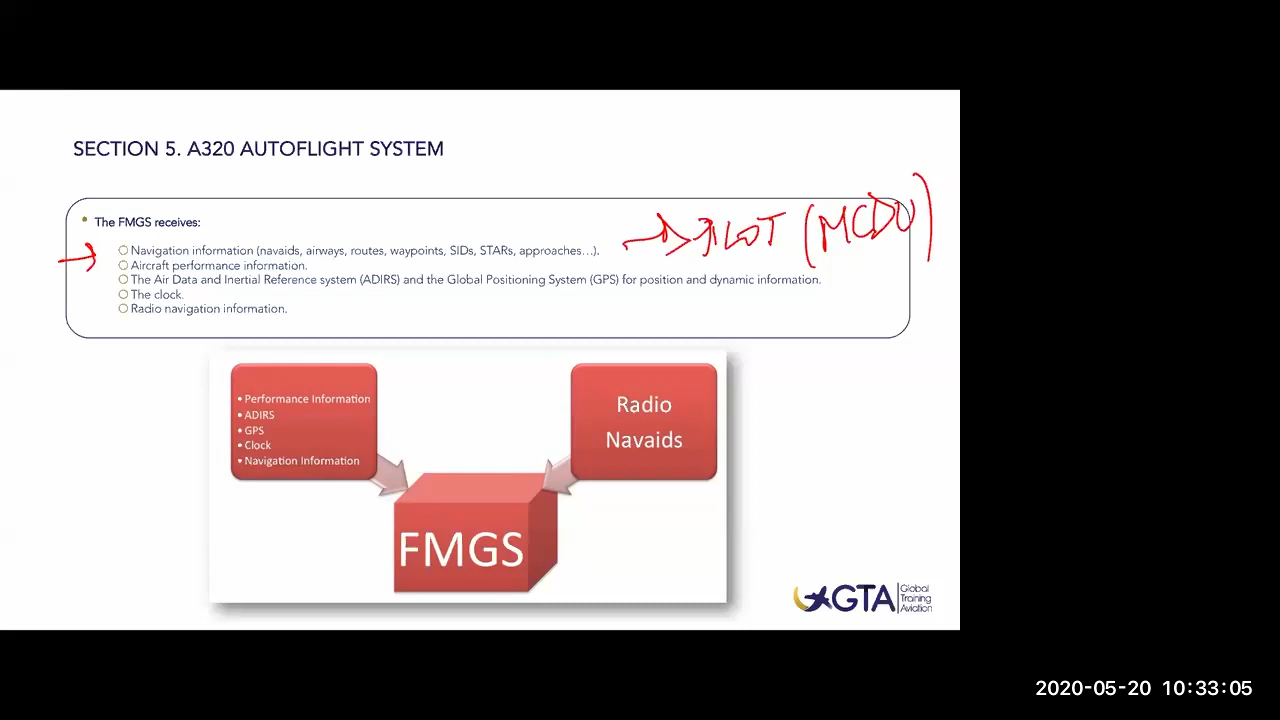 SECTION 5. A320 AUTOFLIGHT SYSTEM
• The FMGS receives:
Navigation information (navaids, airways, routes, waypoints, SIDs, STARs, approaches...).
→ PILOT (MCDU)
Aircraft performance information.
The Air Data and Inertial Reference system (ADIRS) and the Global Positioning System (GPS) for position and dynamic information.
The clock.
Radio navigation information.
• Performance Information
• ADIRS
• GPS
• Clock
• Navigation Information
Radio
Navaids
FMGS
GTA
Global
Training
Aviation
2020-05-20 10:33:05